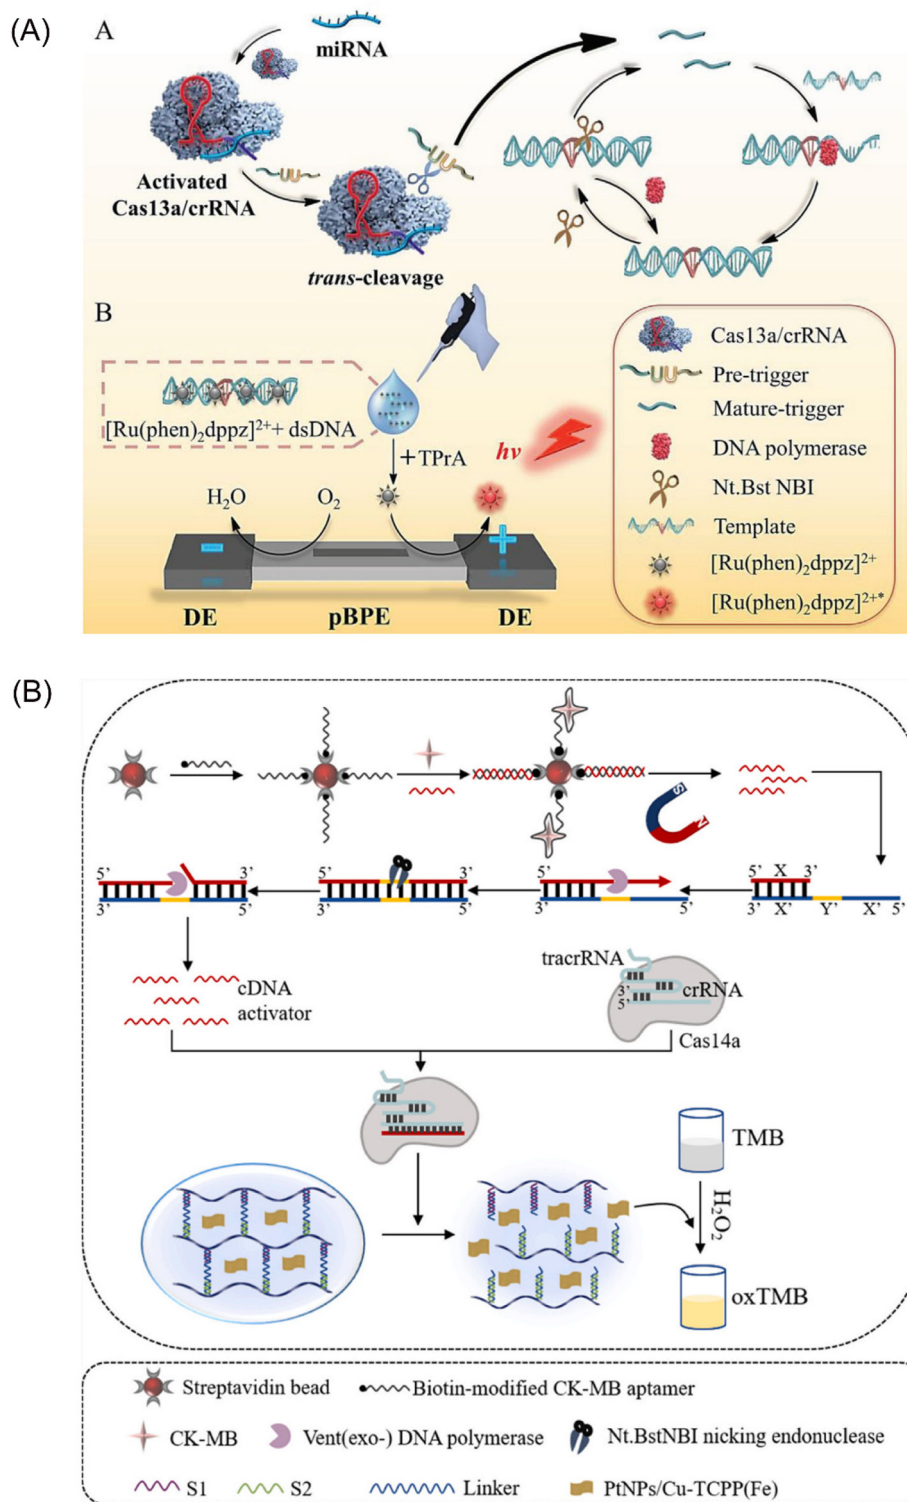 (A)
A
miRNA
Activated
Cas13a/crRNA
trans-cleavage
B
[Ru(phen)2dppz]2++ dsDNA
+TPrA
hv
H2O
O2
DE
pBPE
DE
Cas13a/crRNA
Pre-trigger
Mature-trigger
DNA polymerase
Nt.Bst NBI
Template
[Ru(phen)2dppz]2+
[Ru(phen)2dppz]2+*
(B)
S
N
5' 3'
3' 5'
5' 3'
3' 5'
5'
3' 5'
5' X 3'
3' X' Y' X' 5'
cDNA
activator
tracrRNA
3'
5'
crRNA
Cas14a
TMB
H2O2
oxTMB
Streptavidin bead
Biotin-modified CK-MB aptamer
CK-MB
Vent(exo-) DNA polymerase
Nt.BstNBI nicking endonuclease
S1
S2
Linker
PtNPs/Cu-TCPP(Fe)